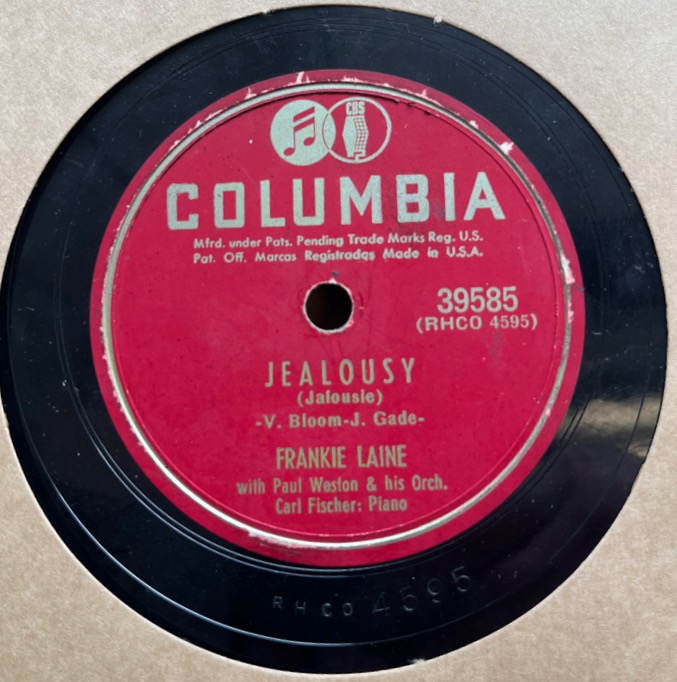 CBS
COLUMBIA
Mfrd. under Pats. Pending Trade Marks Reg. U.S.
Pat. Off. Marcas Registradas Made in U.S.A.
39585
(RHCO 4595)
JEALOUSY
(Jalousie)
-V. Bloom-J. Gade-
FRANKIE LAINE
with Paul Weston & his Orch.
Carl Fischer: Piano
RHCO 4595